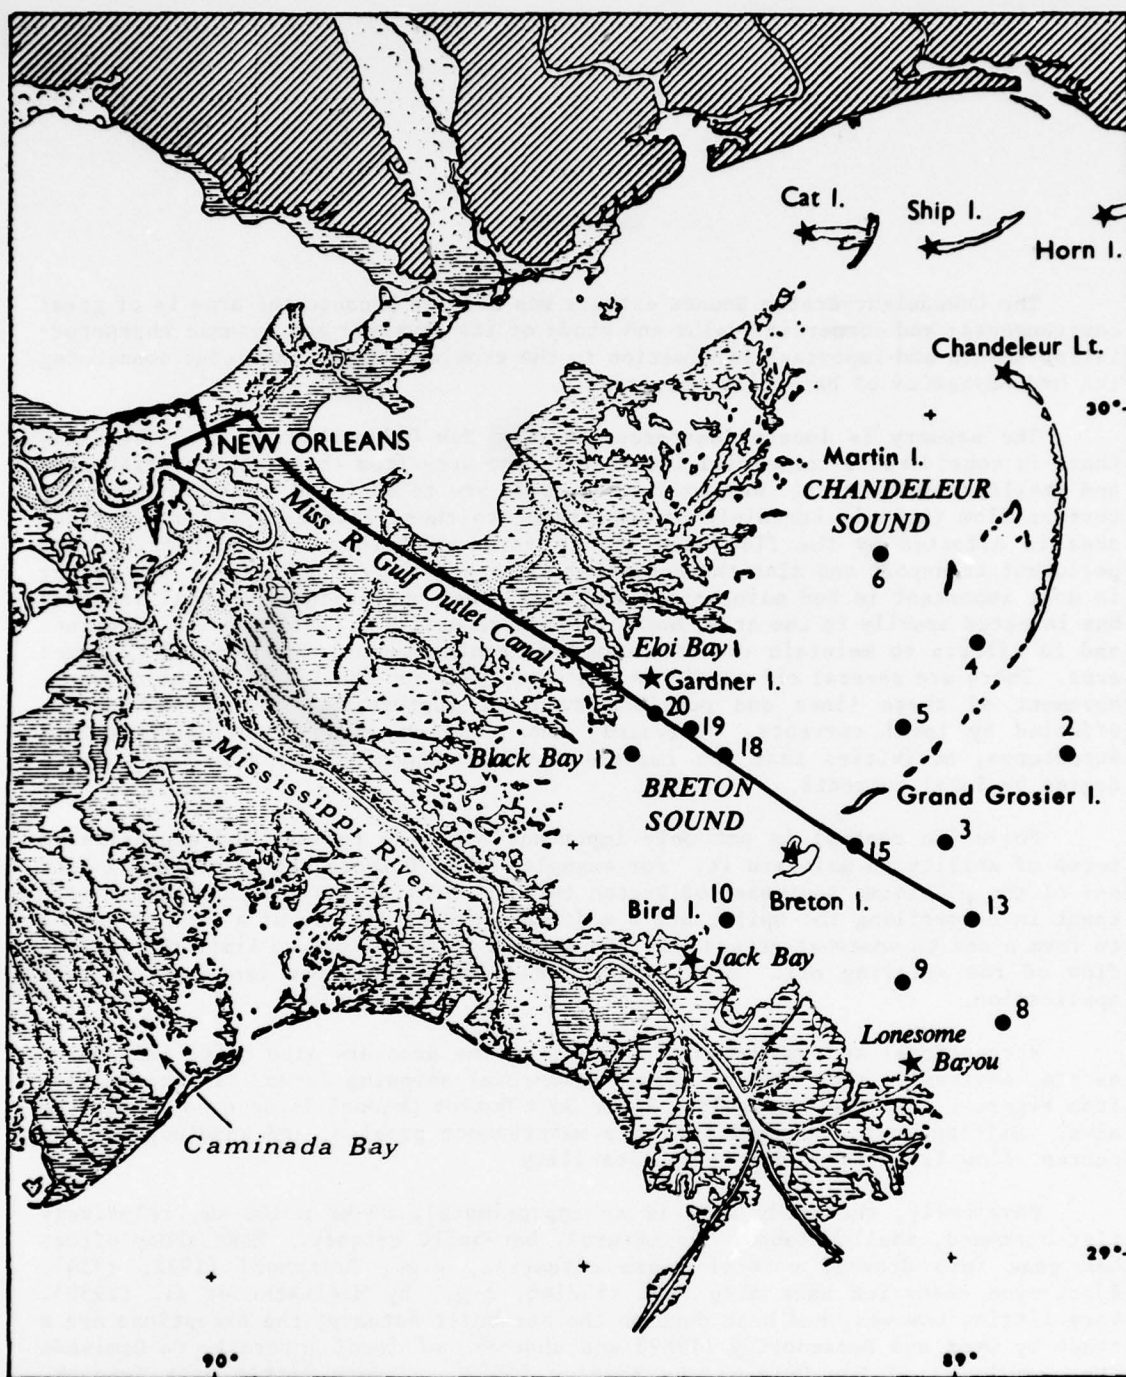 Cat I.
Ship I.
Horn I.
Chandeleur Lt.
30°
NEW ORLEANS
Martin I.
CHANDELEUR
SOUND
Miss R. Gulf Outlet Canal
6
Eloi Bay
4
Gardner I.
20
19
5
2
Black Bay
12
18
BRETON
SOUND
Grand Grosier I.
Mississippi River
3
15
10
Breton I.
13
Bird I.
Jack Bay
9
8
Lonesome
Bayou
Caminada Bay
29°
90°
89°